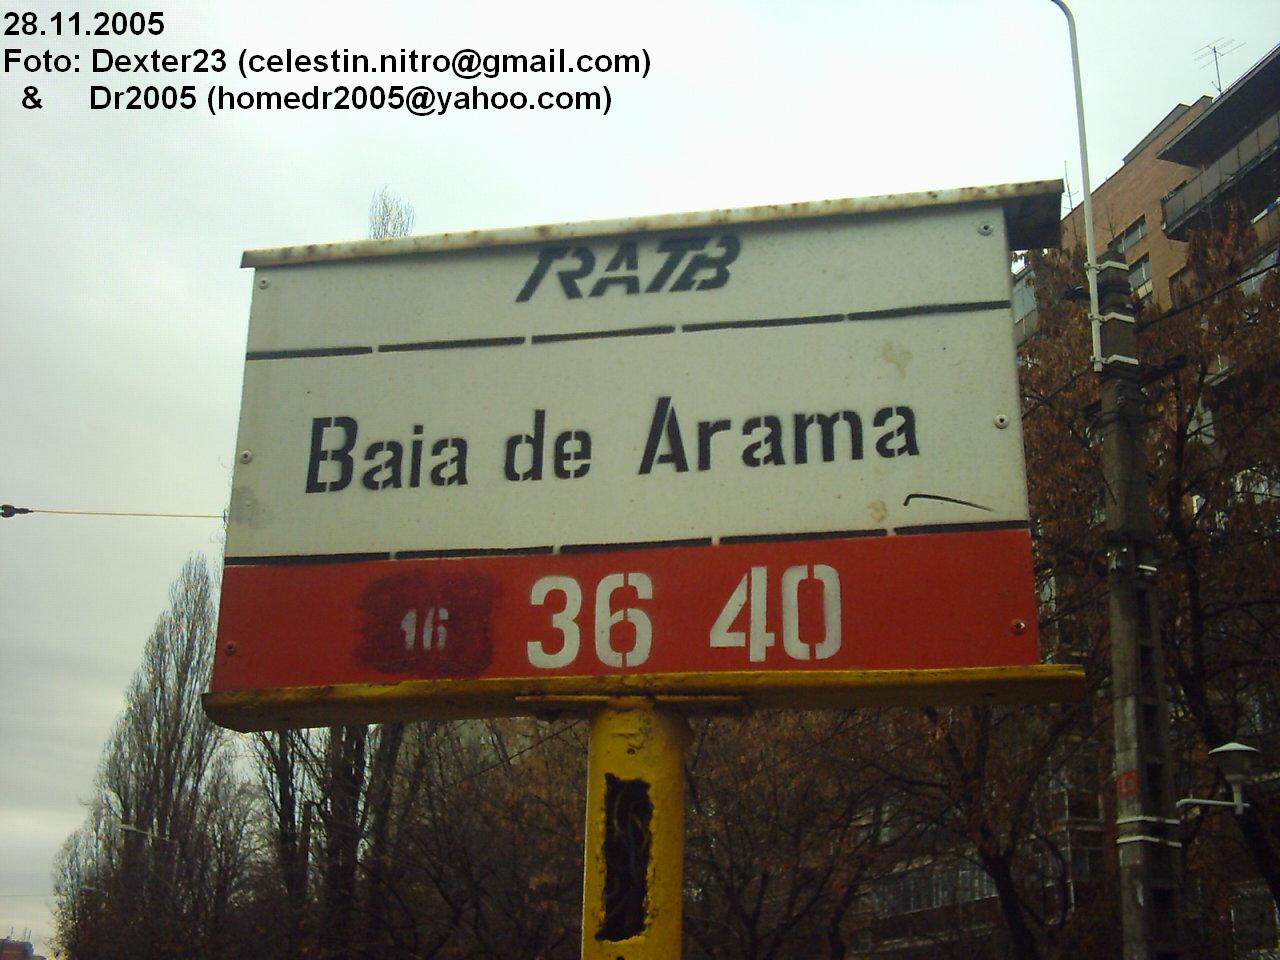 28.11.2005
Foto: Dexter23 (celestin.nitro@gmail.com)
& Dr2005 (homedr2005@yahoo.com)
RATB
Baia de Arama
16 36 40